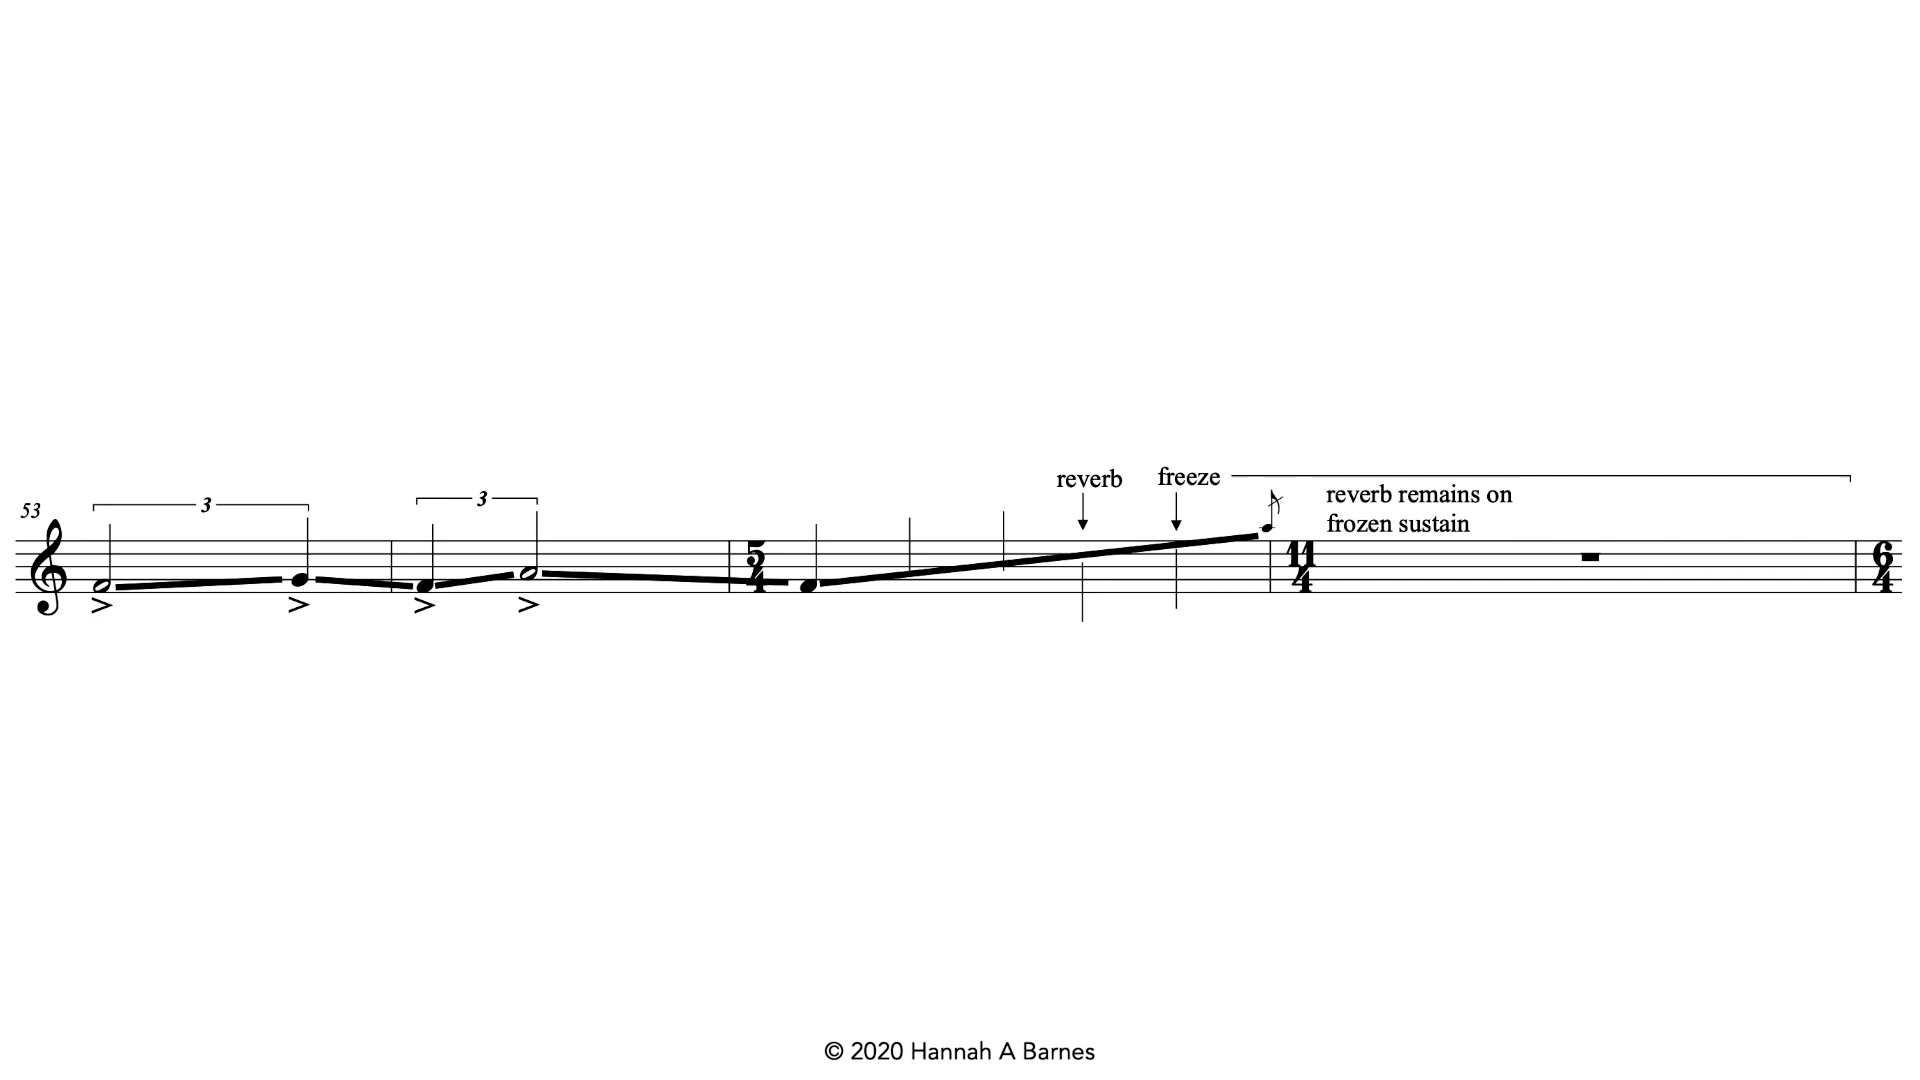 reverb
freeze
reverb remains on
frozen sustain
53
3
3
5
4
11
4
6
4
© 2020 Hannah A Barnes